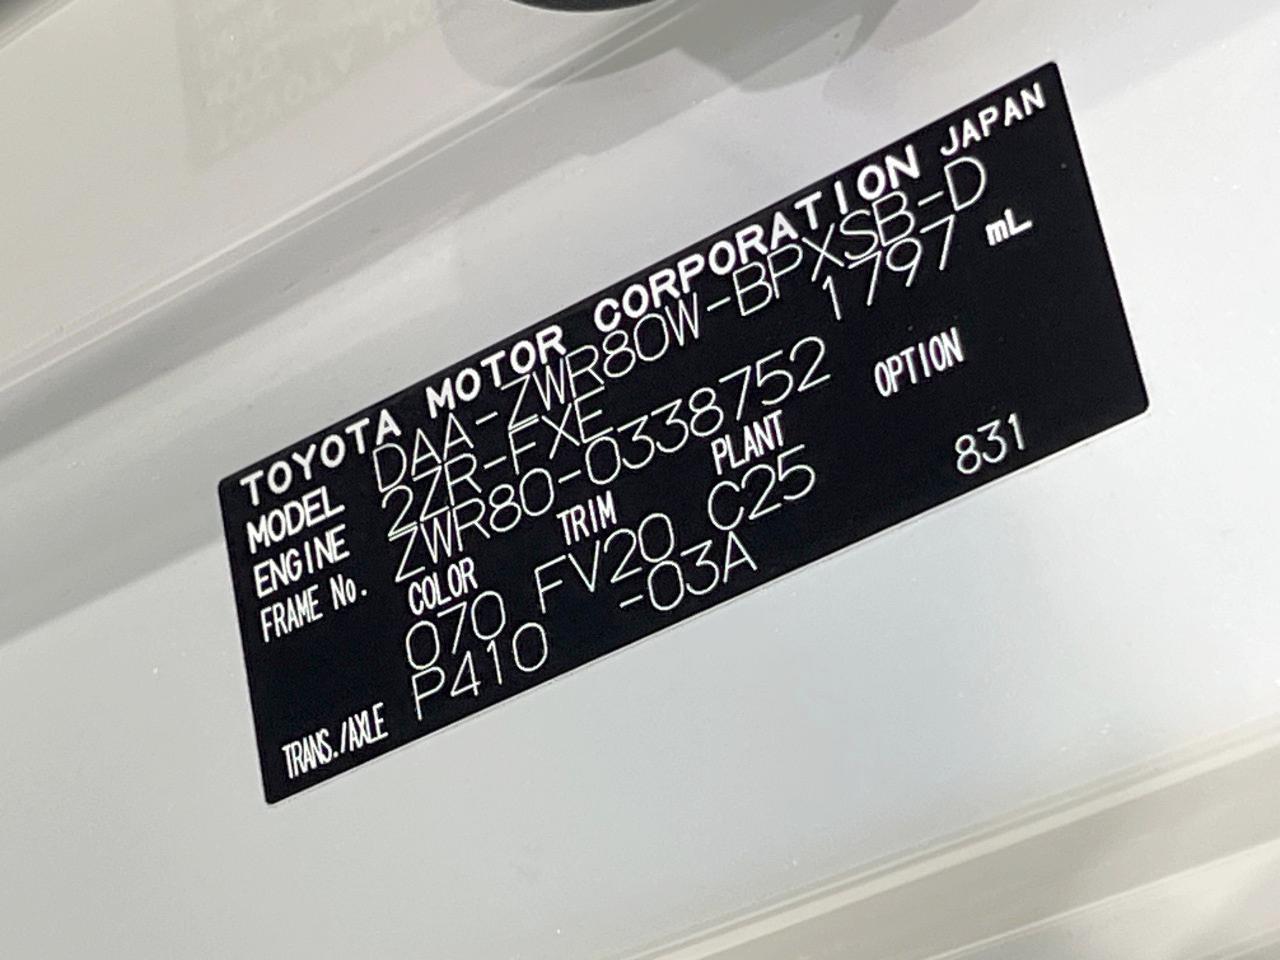 TOYOTA MOTOR CORPORATION JAPAN
MODEL DAA-ZWR80W-BPXSB-D
ENGINE 2ZR-FXE 1797 mL
FRAME No. ZWR80-0338752
COLOR TRIM PLANT OPTION
070 FV20 C25 831
TRANS./AXLE P410 -03A